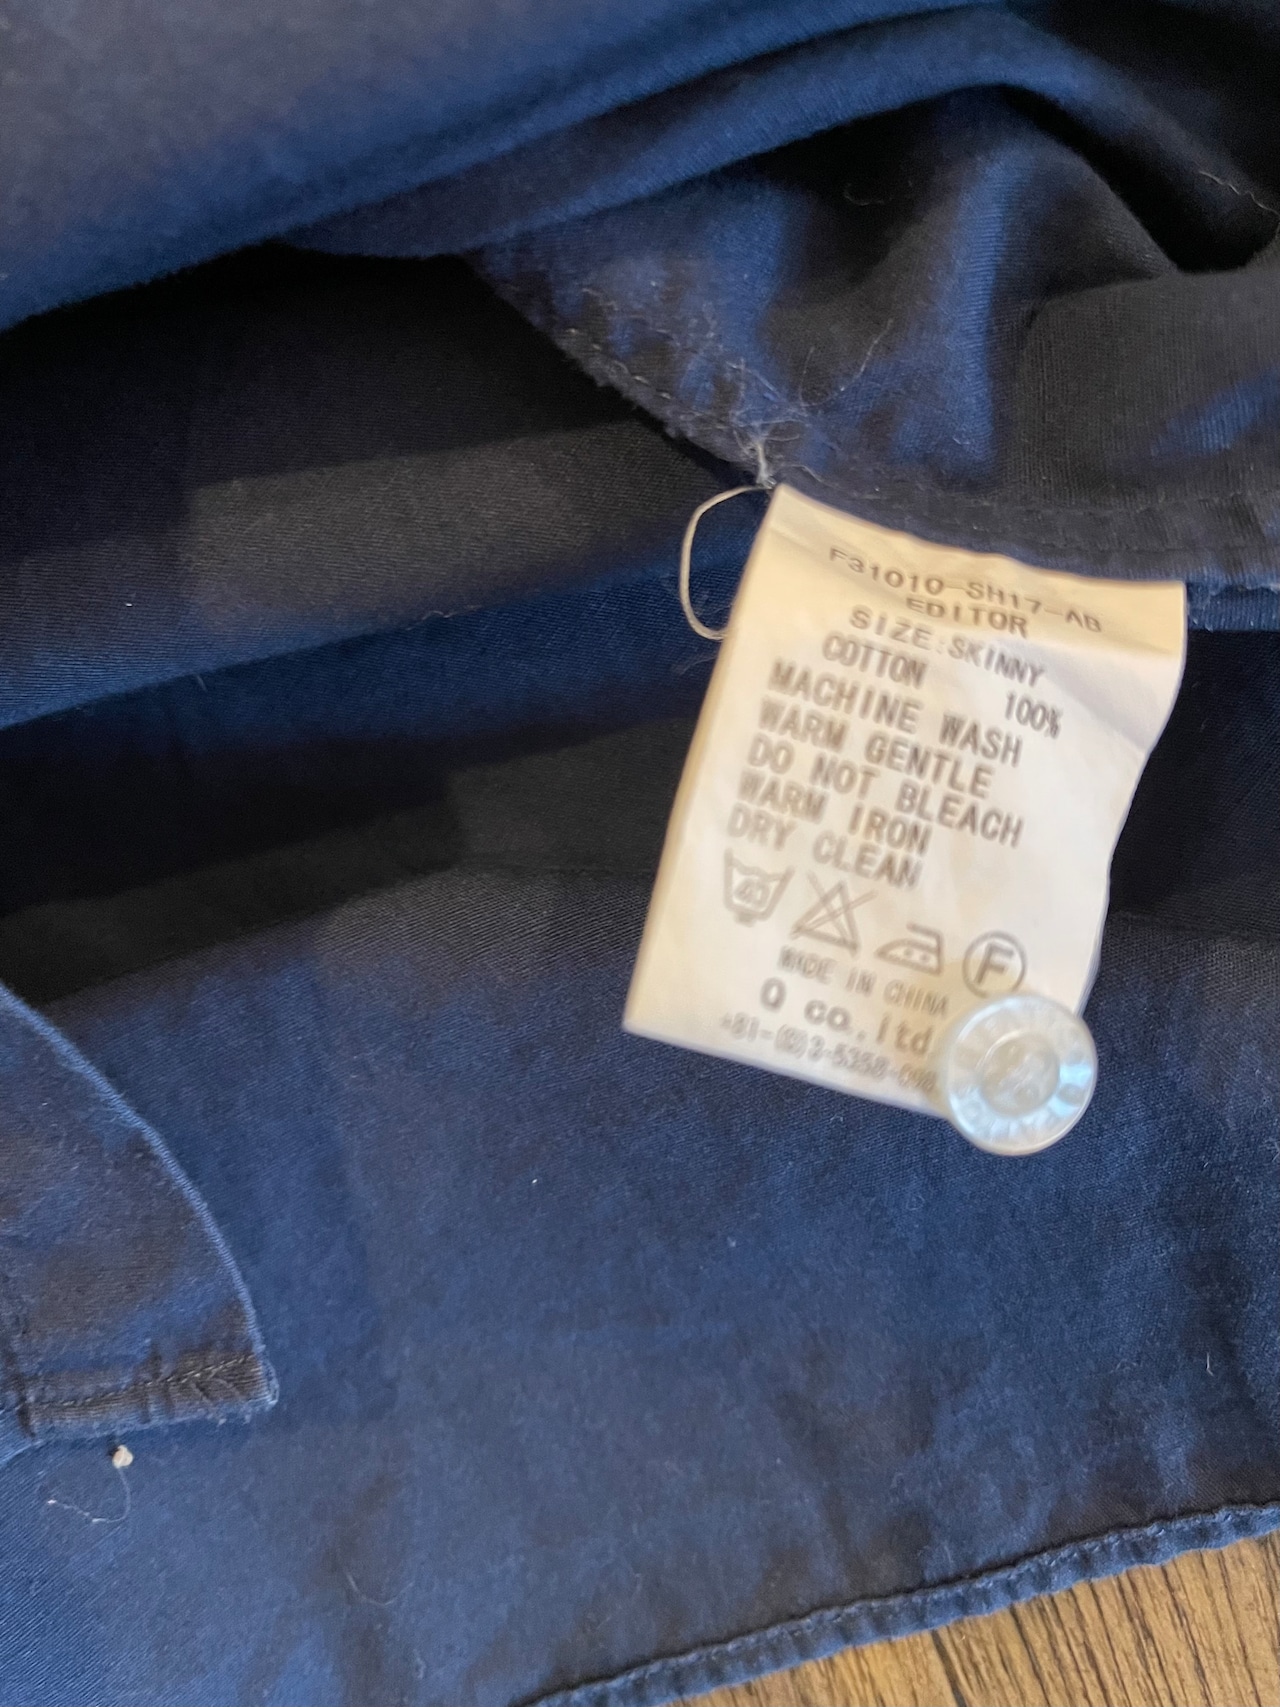 F31010-SH17-AB
EDITOR
SIZE:SKINNY
COTTON 100%
MACHINE WASH
WARM GENTLE
DO NOT BLEACH
WARM IRON
DRY CLEAN
40
F
MADE IN CHINA
Q co.,ltd